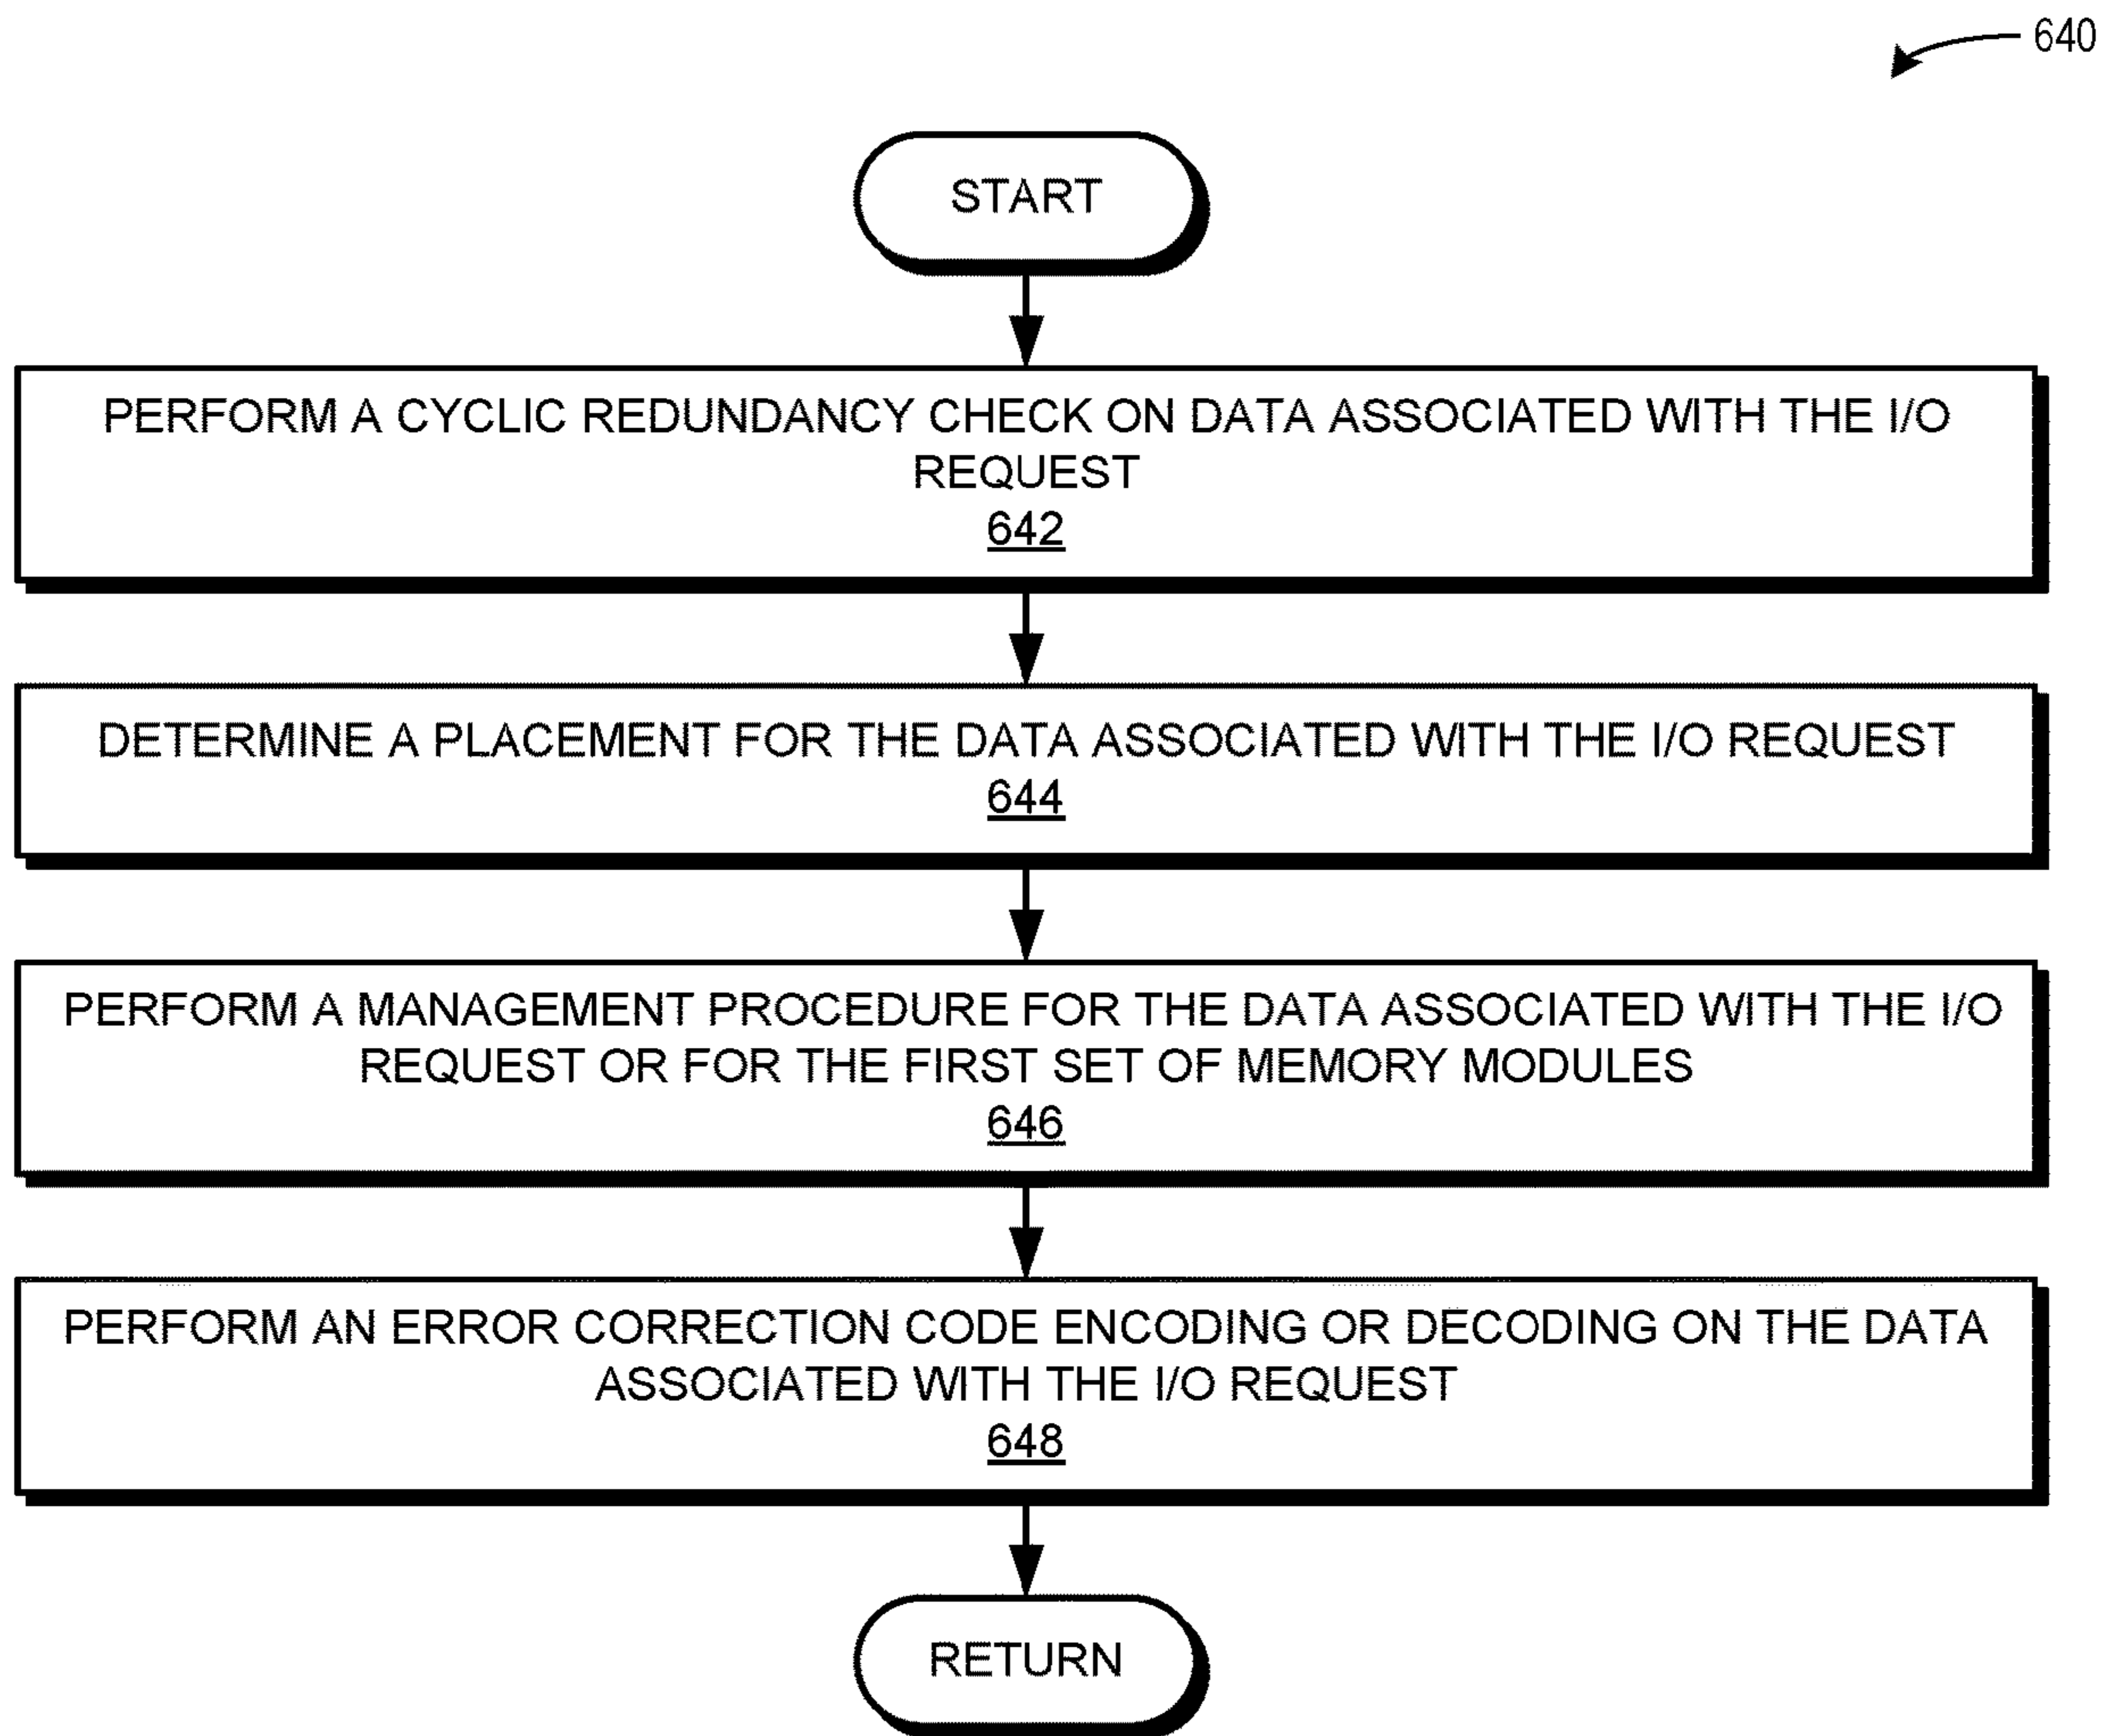 640
START
PERFORM A CYCLIC REDUNDANCY CHECK ON DATA ASSOCIATED WITH THE I/O
REQUEST
642
DETERMINE A PLACEMENT FOR THE DATA ASSOCIATED WITH THE I/O REQUEST
644
PERFORM A MANAGEMENT PROCEDURE FOR THE DATA ASSOCIATED WITH THE I/O
REQUEST OR FOR THE FIRST SET OF MEMORY MODULES
646
PERFORM AN ERROR CORRECTION CODE ENCODING OR DECODING ON THE DATA
ASSOCIATED WITH THE I/O REQUEST
648
RETURN